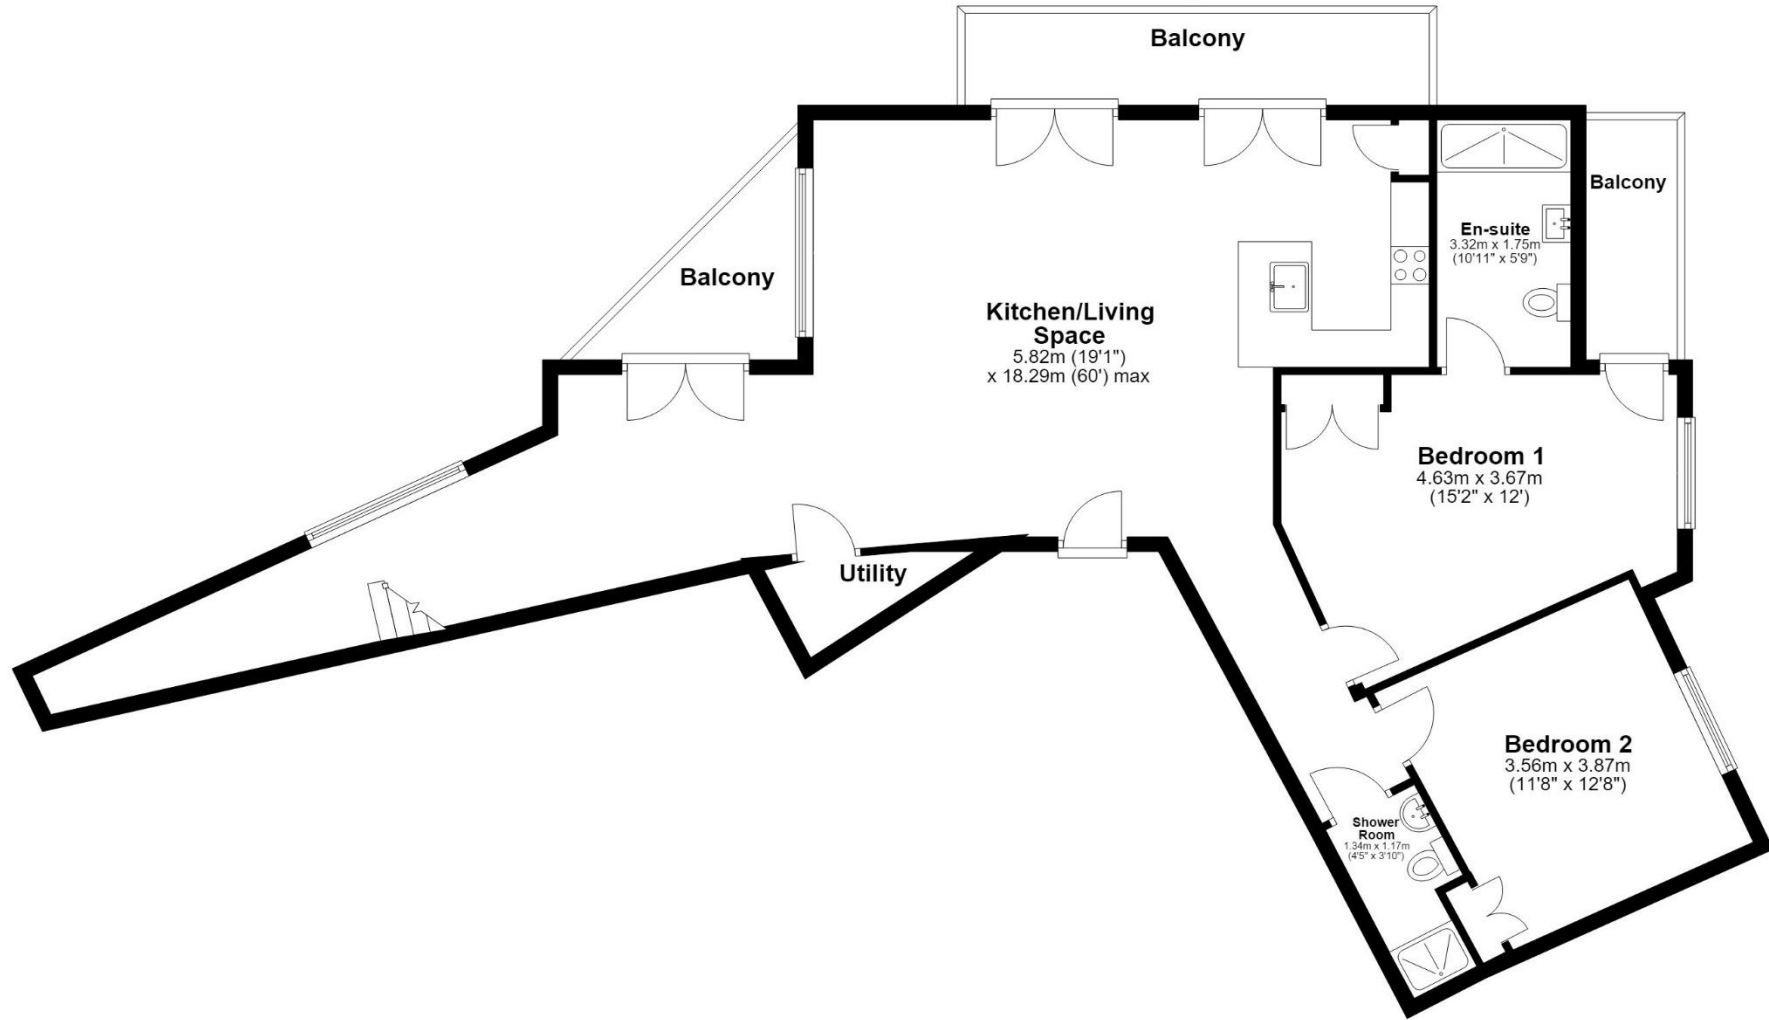 Balcony
Balcony
En-suite
3.32m x 1.75m
(10'11" x 5'9")
Balcony
Kitchen/Living
Space
5.82m (19'1")
x 18.29m (60') max
Bedroom 1
4.63m x 3.67m
(15'2" x 12')
Utility
Bedroom 2
3.56m x 3.87m
(11'8" x 12'8")
Shower
Room
1.34m x 1.17m
(4'5" x 3'10")